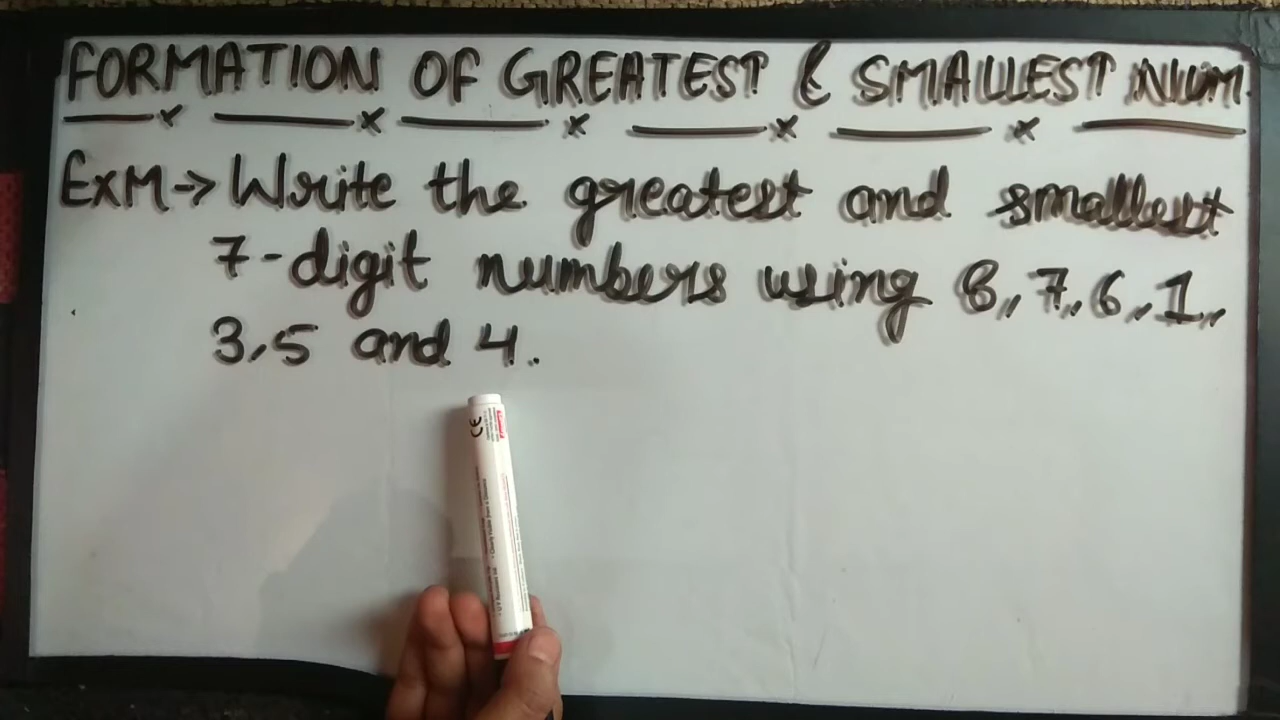 FORMATION OF GREATEST & SMALLEST NUM.
EXM-> Write the greatest and smallest
7-digit numbers using 8, 7, 6, 1,
3, 5 and 4.
CE